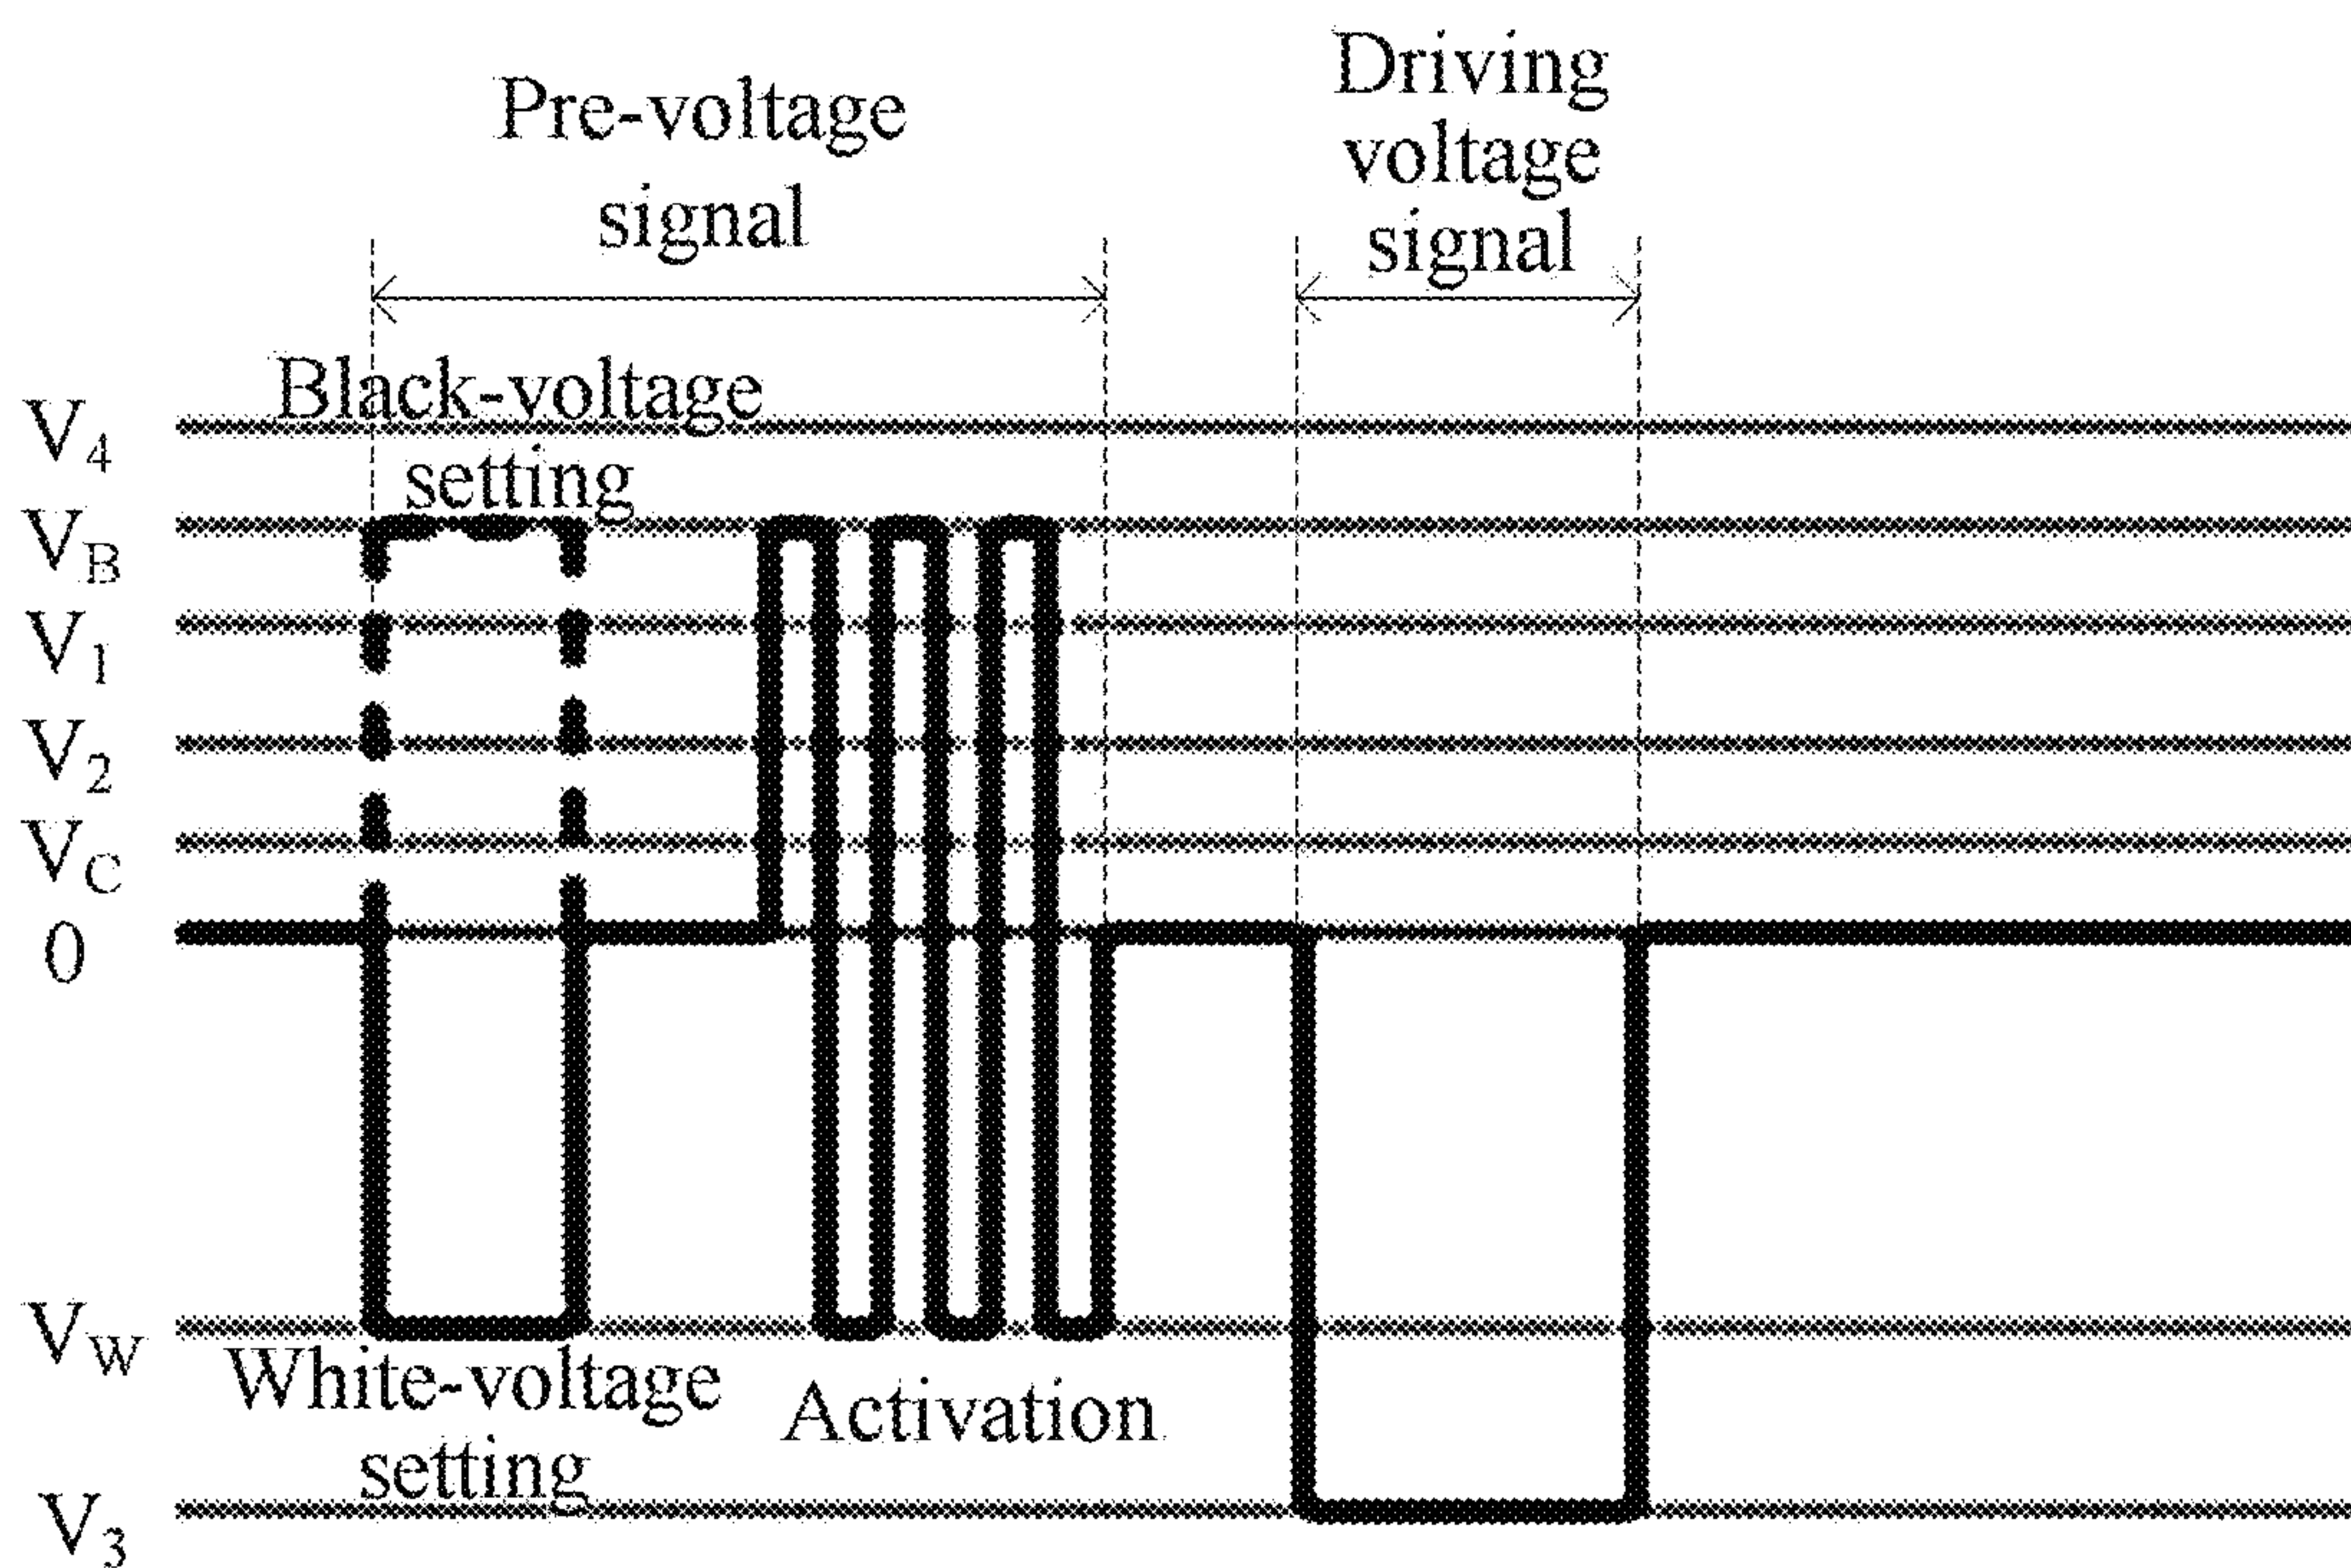 Pre-voltage
signal
Driving
voltage
signal
Black-voltage
setting
V4
VB
V1
V2
VC
0
VW
White-voltage
setting
Activation
V3